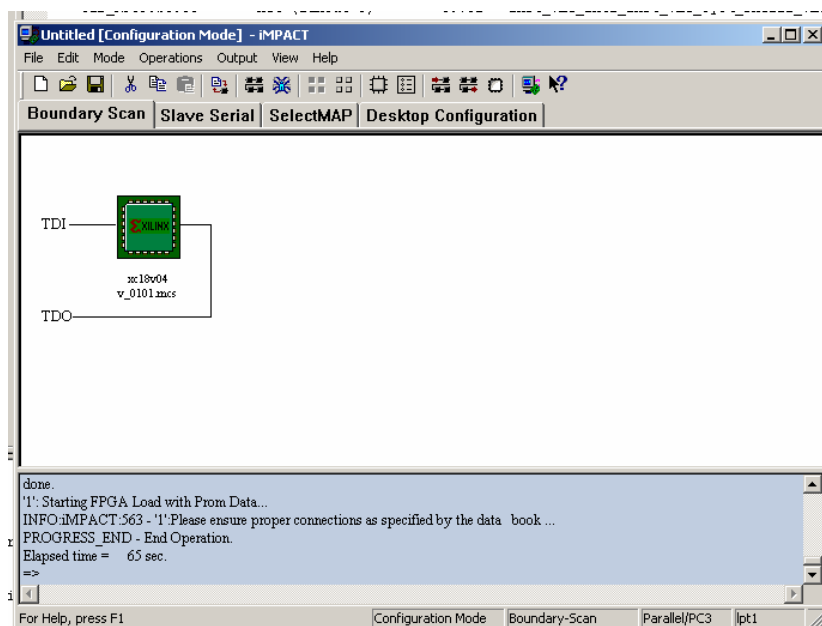 Untitled [Configuration Mode] - iMPACT
File Edit Mode Operations Output View Help
Boundary Scan Slave Serial SelectMAP Desktop Configuration
TDI
XILINX
xc18v04
v_0101.mcs
TDO
done.
'1': Starting FPGA Load with Prom Data...
INFO:iMPACT:563 - '1':Please ensure proper connections as specified by the data book ...
PROGRESS_END - End Operation.
Elapsed time = 65 sec.
=>
For Help, press F1 Configuration Mode Boundary-Scan Parallel/PC3 lpt1